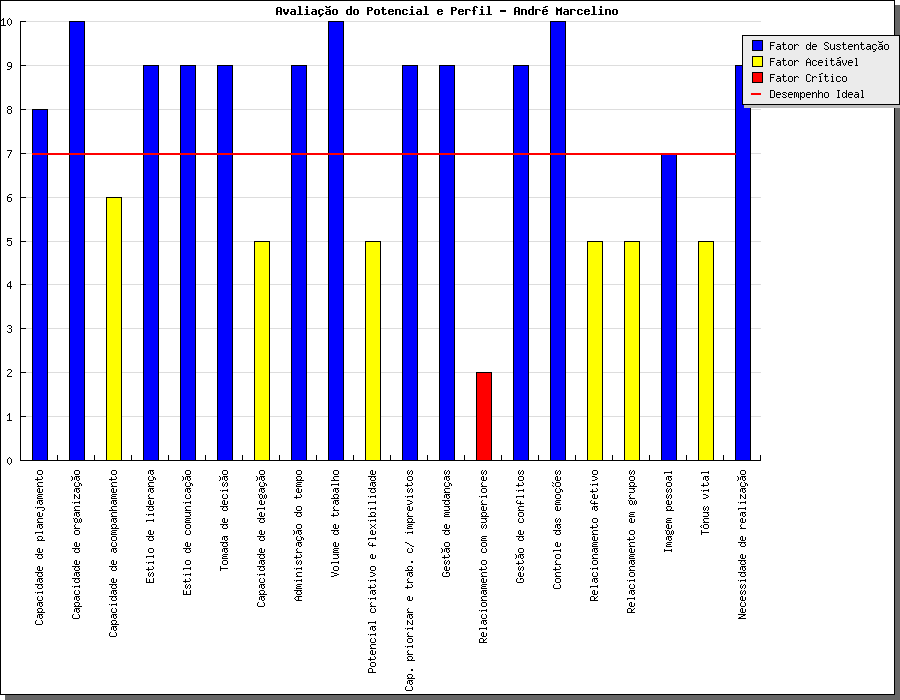 Avaliação do Potencial e Perfil - André Marcelino
Fator de Sustentação
Fator Aceitável
Fator Crítico
Desempenho Ideal
10
9
8
7
6
5
4
3
2
1
0
Capacidade de planejamento
Capacidade de organização
Capacidade de acompanhamento
Estilo de liderança
Estilo de comunicação
Tomada de decisão
Capacidade de delegação
Administração do tempo
Volume de trabalho
Potencial criativo e flexibilidade
Cap. priorizar e trab. c/ imprevistos
Gestão de mudanças
Relacionamento com superiores
Gestão de conflitos
Controle das emoções
Relacionamento afetivo
Relacionamento em grupos
Imagem pessoal
Tônus vital
Necessidade de realização